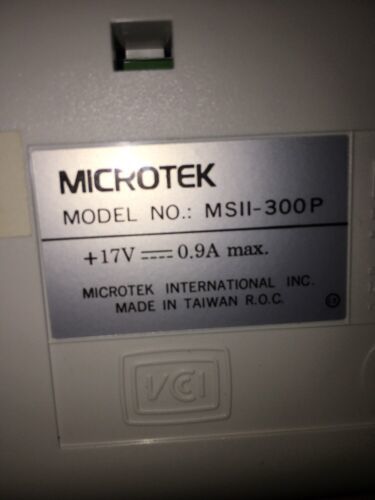 MICROTEK
MODEL NO.: MSII-300P
+17V ⎓ 0.9A max.
MICROTEK INTERNATIONAL INC.
MADE IN TAIWAN R.O.C.
VCI